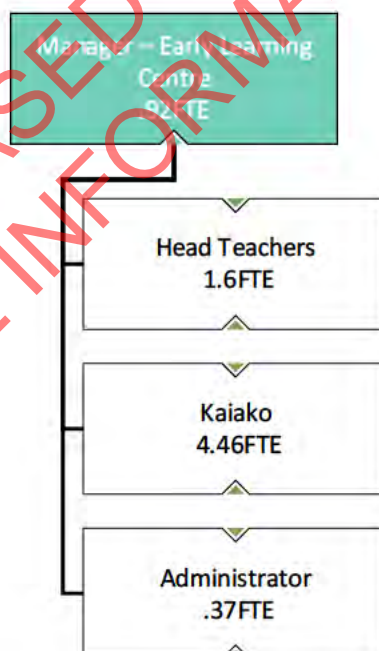 Manager – Early Learning
Centre
.92FTE
Head Teachers
1.6FTE
Kaiako
4.46FTE
Administrator
.37FTE